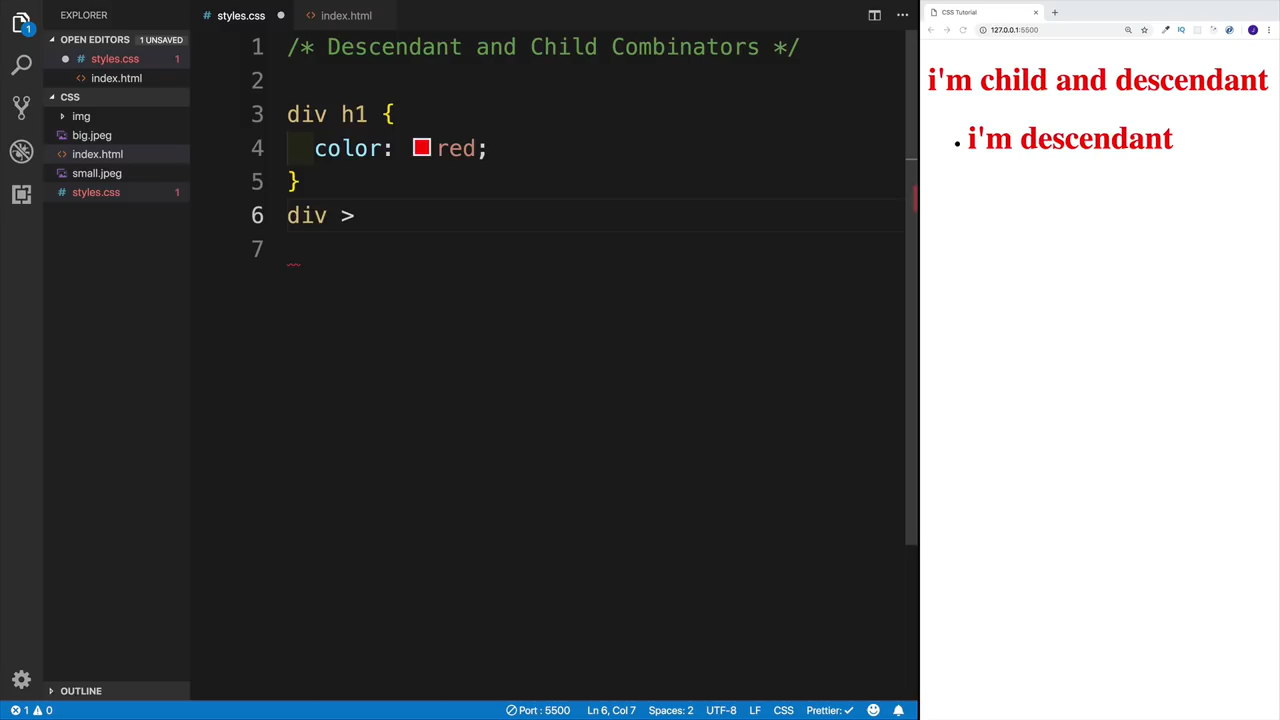 EXPLORER
OPEN EDITORS 1 UNSAVED
# styles.css 1
<> index.html
CSS
img
big.jpeg
<> index.html
small.jpeg
# styles.css 1
OUTLINE
1
# styles.css
<> index.html
1 /* Descendant and Child Combinators */
2
3 div h1 {
4 color: red;
5 }
6 div >
7
1 0
Port : 5500
Ln 6, Col 7
Spaces: 2
UTF-8
LF
CSS
Prettier: ✓
CSS Tutorial
127.0.0.1:5500
IQ
J
i'm child and descendant
• i'm descendant